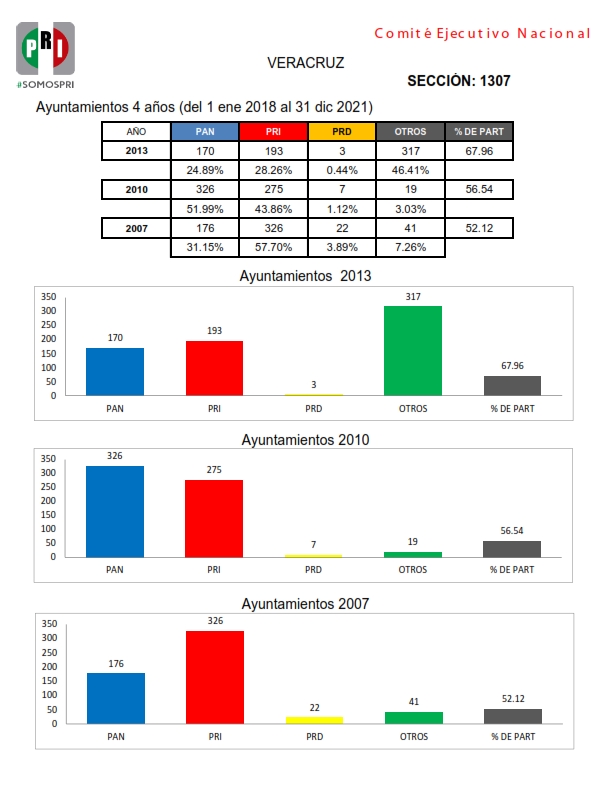 Comité Ejecutivo Nacional
PRI
#SOMOSPRI
VERACRUZ
SECCIÓN: 1307
Ayuntamientos 4 años (del 1 ene 2018 al 31 dic 2021)
AÑO PAN PRI PRD OTROS % DE PART
2013 170 193 3 317 67.96
24.89% 28.26% 0.44% 46.41%
2010 326 275 7 19 56.54
51.99% 43.86% 1.12% 3.03%
2007 176 326 22 41 52.12
31.15% 57.70% 3.89% 7.26%
Ayuntamientos 2013
350
300
250
200
150
100
50
0
170 193 3 317 67.96
PAN PRI PRD OTROS % DE PART
Ayuntamientos 2010
350
300
250
200
150
100
50
0
326 275 7 19 56.54
PAN PRI PRD OTROS % DE PART
Ayuntamientos 2007
350
300
250
200
150
100
50
0
176 326 22 41 52.12
PAN PRI PRD OTROS % DE PART